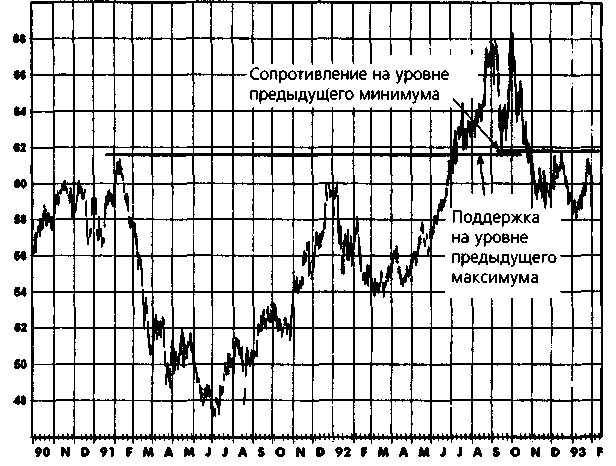 68
66
Сопротивление на уровне
предыдущего минимума
64
62
60
58
Поддержка
на уровне
предыдущего
максимума
56
54
52
50
48
90 N D 91 F M A M J J A S O N D 92 F M A M J J A S O N D 93 F